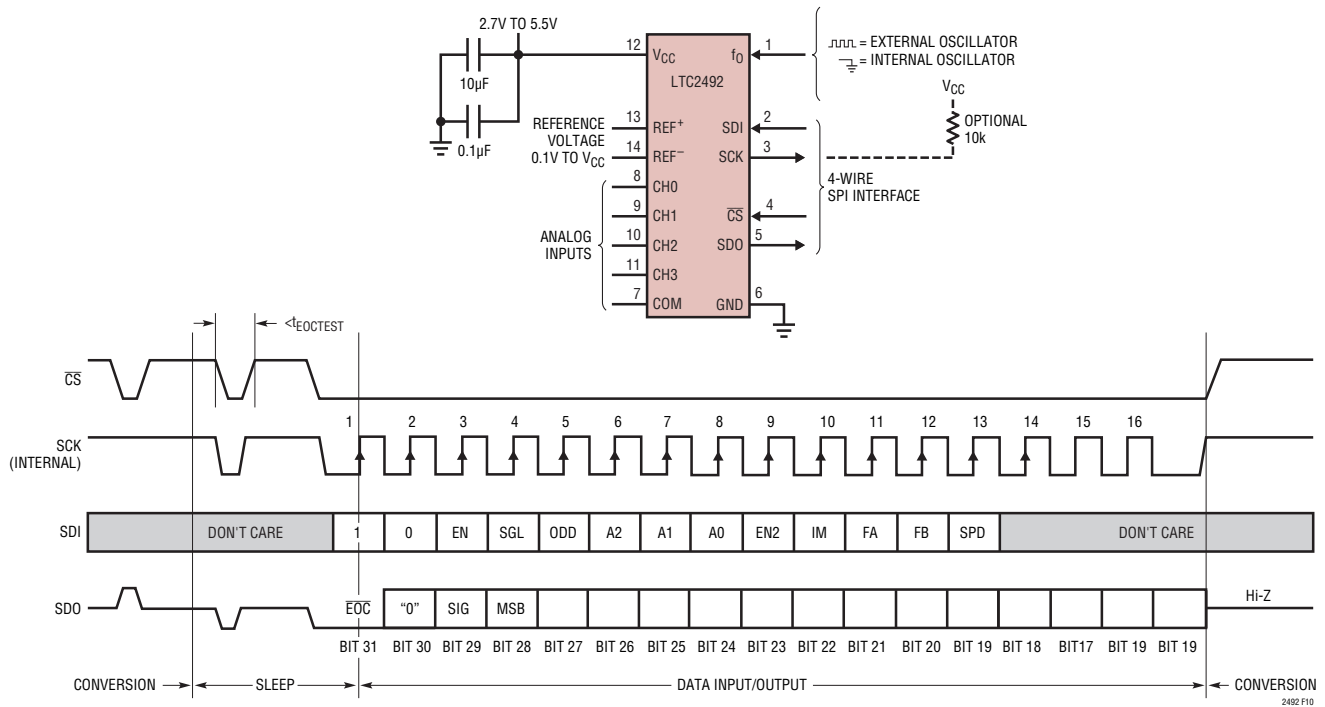 2.7V TO 5.5V
10µF
0.1µF
REFERENCE
VOLTAGE
0.1V TO VCC
ANALOG
INPUTS
12
13
14
8
9
10
11
7
VCC
fO
LTC2492
REF+
SDI
REF–
SCK
CH0
CH1
CS
CH2
SDO
CH3
COM
GND
1
2
3
4
5
6
= EXTERNAL OSCILLATOR
= INTERNAL OSCILLATOR
VCC
OPTIONAL
10k
4-WIRE
SPI INTERFACE
<tEOCTEST
CS
1 2 3 4 5 6 7 8 9 10 11 12 13 14 15 16
SCK
(INTERNAL)
SDI DON'T CARE 1 0 EN SGL ODD A2 A1 A0 EN2 IM FA FB SPD DON'T CARE
SDO EOC “0” SIG MSB Hi-Z
BIT 31 BIT 30 BIT 29 BIT 28 BIT 27 BIT 26 BIT 25 BIT 24 BIT 23 BIT 22 BIT 21 BIT 20 BIT 19 BIT 18 BIT17 BIT 19 BIT 19
CONVERSION SLEEP DATA INPUT/OUTPUT CONVERSION
2492 F10